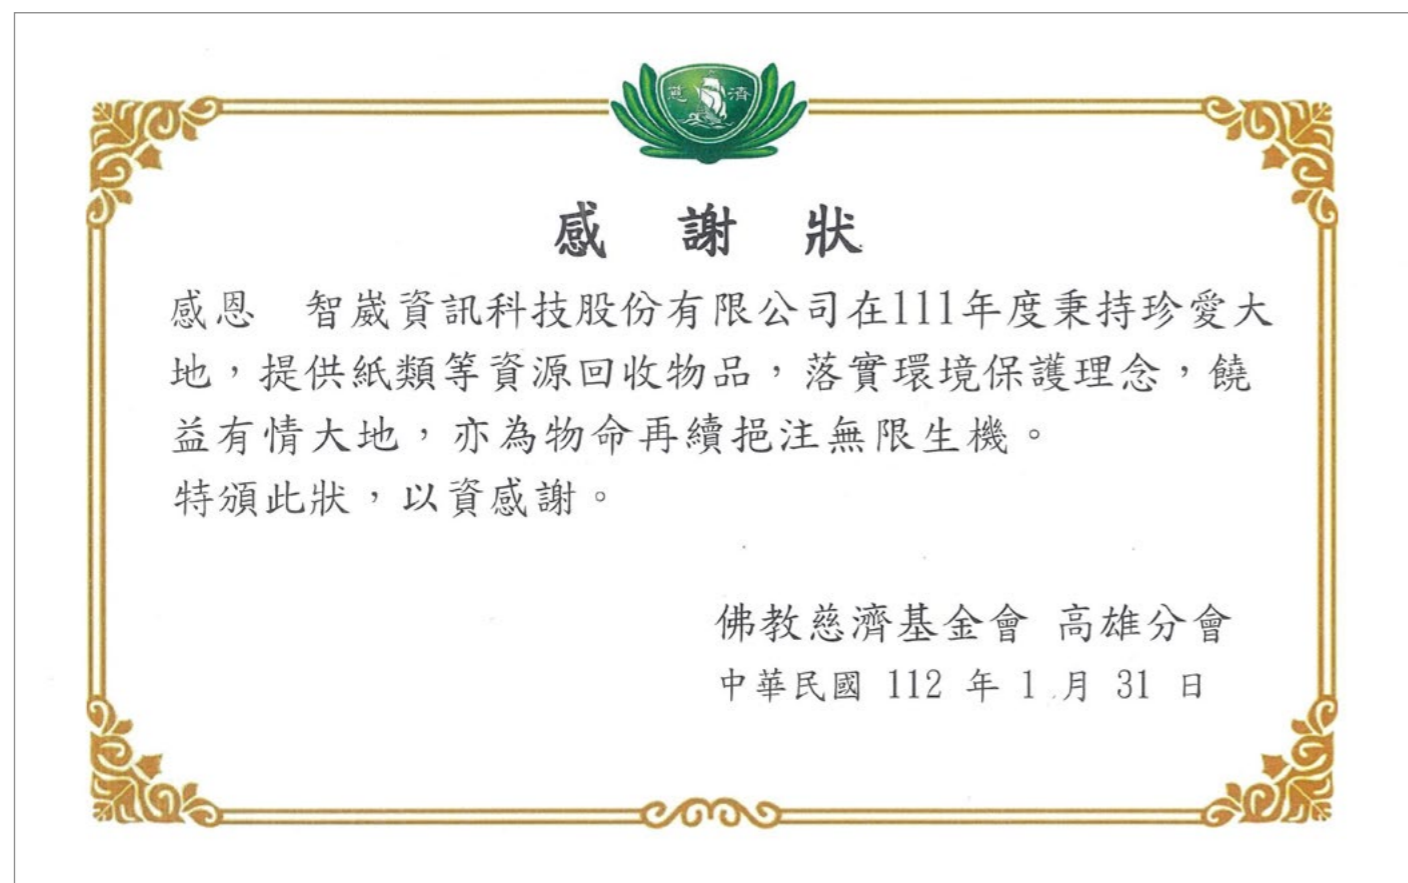 慈濟
感謝狀
感恩　智崴資訊科技股份有限公司在111年度秉持珍愛大
地，提供紙類等資源回收物品，落實環境保護理念，饒
益有情大地，亦為物命再續挹注無限生機。
特頒此狀，以資感謝。
佛教慈濟基金會 高雄分會
中華民國 112 年 1 月 31 日